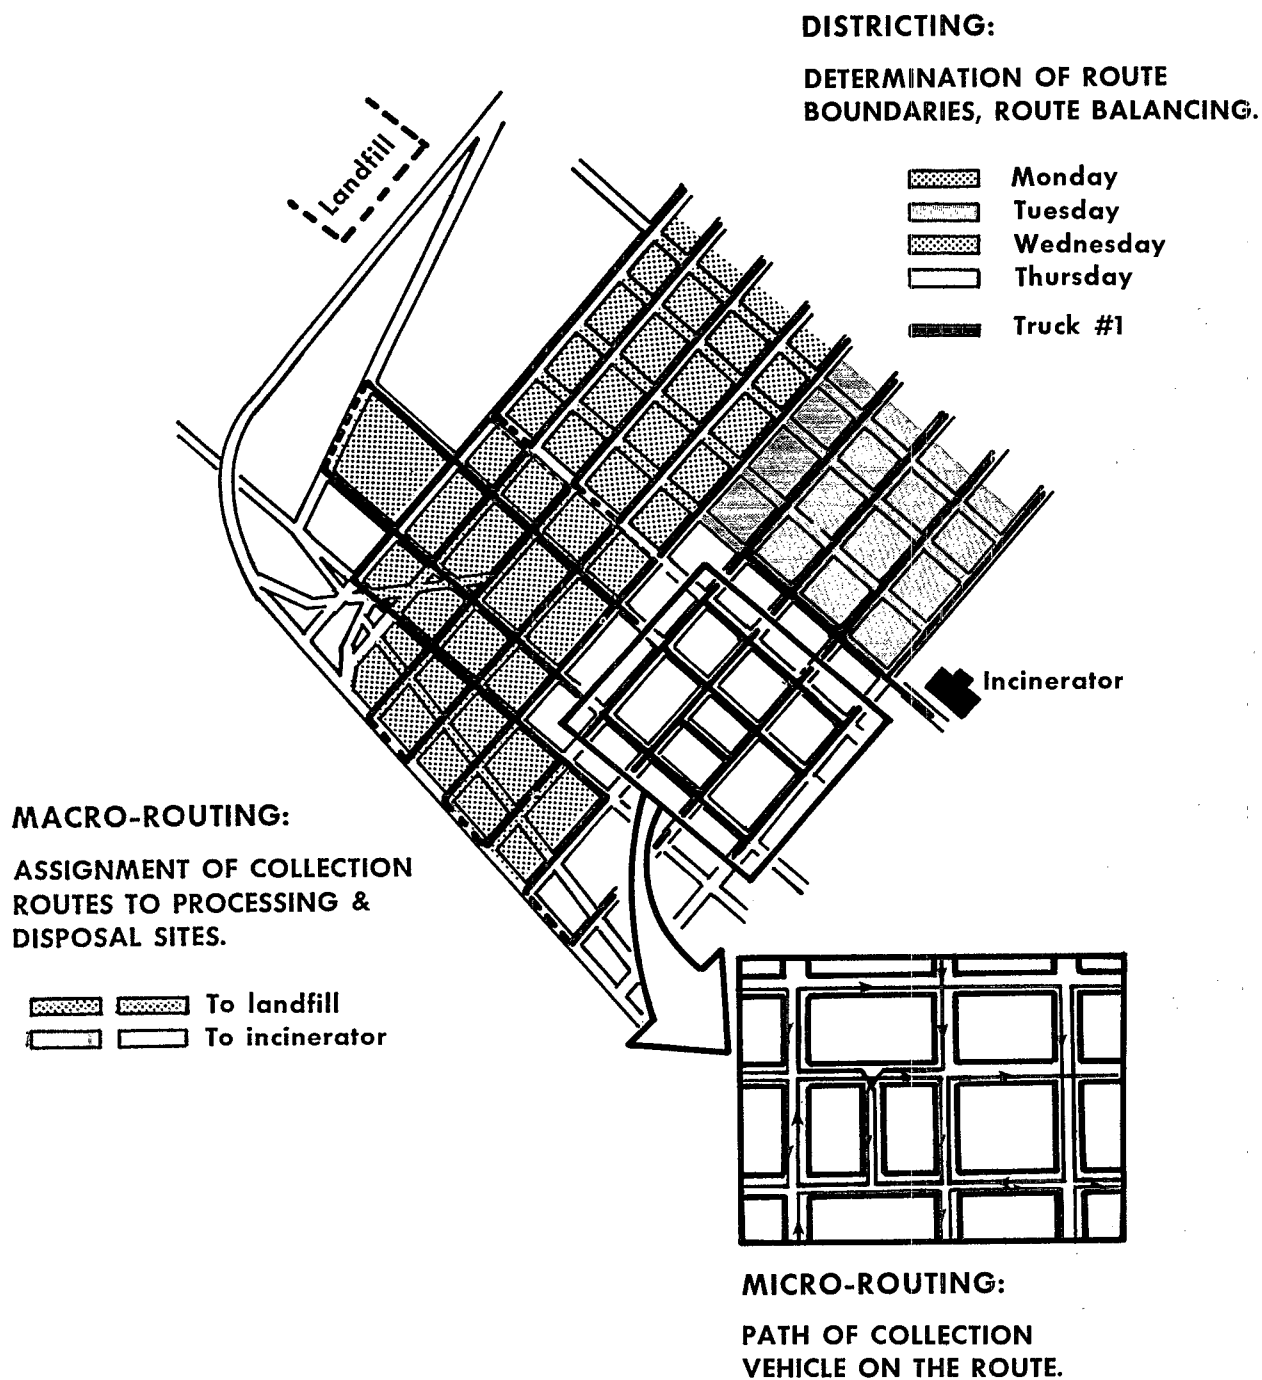 DISTRICTING:
DETERMINATION OF ROUTE
BOUNDARIES, ROUTE BALANCING.
Monday
Tuesday
Wednesday
Thursday
Truck #1
Landfill
Incinerator
MACRO-ROUTING:
ASSIGNMENT OF COLLECTION
ROUTES TO PROCESSING &
DISPOSAL SITES.
To landfill
To incinerator
MICRO-ROUTING:
PATH OF COLLECTION
VEHICLE ON THE ROUTE.